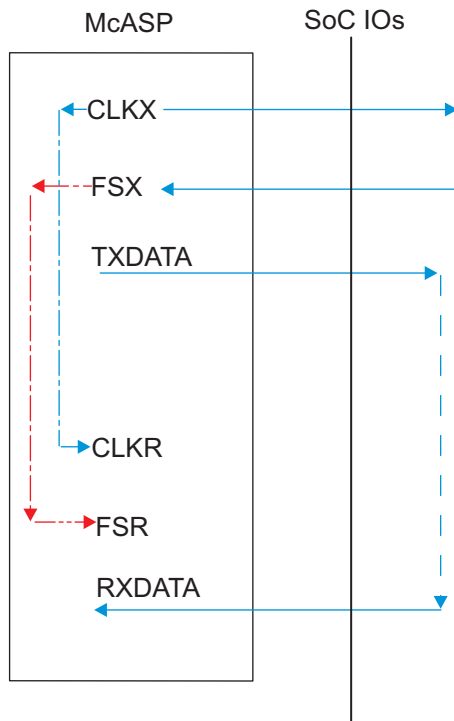 McASP
SoC IOs
CLKX
FSX
TXDATA
CLKR
FSR
RXDATA